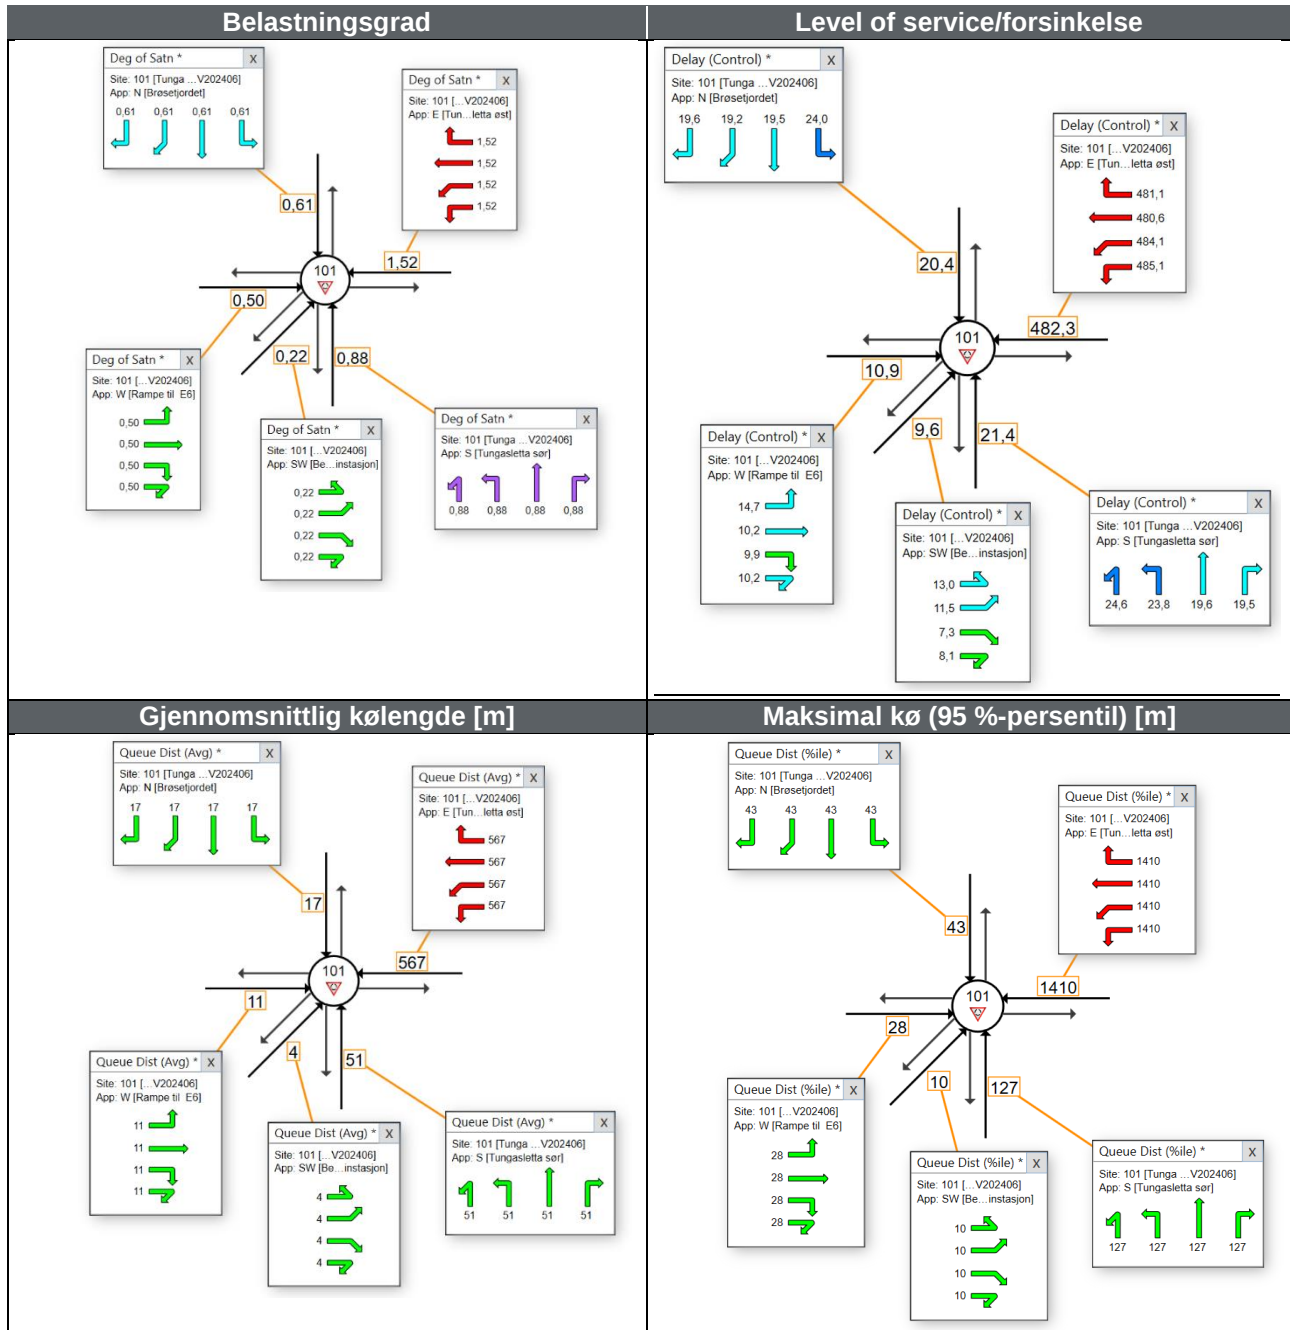 Belastningsgrad
Deg of Satn * X
Site: 101 [Tunga ...V202406]
App: N [Brøsetjordet]
0,61 0,61 0,61 0,61
Deg of Satn * X
Site: 101 [...V202406]
App: E [Tun...letta øst]
1,52
1,52
1,52
1,52
0,61
1,52
101
0,50
0,22
0,88
Deg of Satn * X
Site: 101 [...V202406]
App: W [Rampe til E6]
0,50
0,50
0,50
0,50
Deg of Satn * X
Site: 101 [...V202406]
App: SW [Be...instasjon]
0,22
0,22
0,22
0,22
Deg of Satn * X
Site: 101 [Tunga ...V202406]
App: S [Tungasletta sør]
0,88 0,88 0,88 0,88
Level of service/forsinkelse
Delay (Control) * X
Site: 101 [Tunga ...V202406]
App: N [Brøsetjordet]
19,6 19,2 19,5 24,0
Delay (Control) * X
Site: 101 [...V202406]
App: E [Tun...letta øst]
481,1
480,6
484,1
485,1
20,4
482,3
101
10,9
9,6
21,4
Delay (Control) * X
Site: 101 [...V202406]
App: W [Rampe til E6]
14,7
10,2
9,9
10,2
Delay (Control) * X
Site: 101 [...V202406]
App: SW [Be...instasjon]
13,0
11,5
7,3
8,1
Delay (Control) * X
Site: 101 [Tunga ...V202406]
App: S [Tungasletta sør]
24,6 23,8 19,6 19,5
Gjennomsnittlig kølengde [m]
Queue Dist (Avg) * X
Site: 101 [Tunga ...V202406]
App: N [Brøsetjordet]
17 17 17 17
Queue Dist (Avg) * X
Site: 101 [...V202406]
App: E [Tun...letta øst]
567
567
567
567
17
567
101
11
4
51
Queue Dist (Avg) * X
Site: 101 [...V202406]
App: W [Rampe til E6]
11
11
11
11
Queue Dist (Avg) * X
Site: 101 [...V202406]
App: SW [Be...instasjon]
4
4
4
4
Queue Dist (Avg) * X
Site: 101 [Tunga ...V202406]
App: S [Tungasletta sør]
51 51 51 51
Maksimal kø (95 %-persentil) [m]
Queue Dist (%ile) * X
Site: 101 [Tunga ...V202406]
App: N [Brøsetjordet]
43 43 43 43
Queue Dist (%ile) * X
Site: 101 [...V202406]
App: E [Tun...letta øst]
1410
1410
1410
1410
43
1410
101
28
10
127
Queue Dist (%ile) * X
Site: 101 [...V202406]
App: W [Rampe til E6]
28
28
28
28
Queue Dist (%ile) * X
Site: 101 [...V202406]
App: SW [Be...instasjon]
10
10
10
10
Queue Dist (%ile) * X
Site: 101 [Tunga ...V202406]
App: S [Tungasletta sør]
127 127 127 127